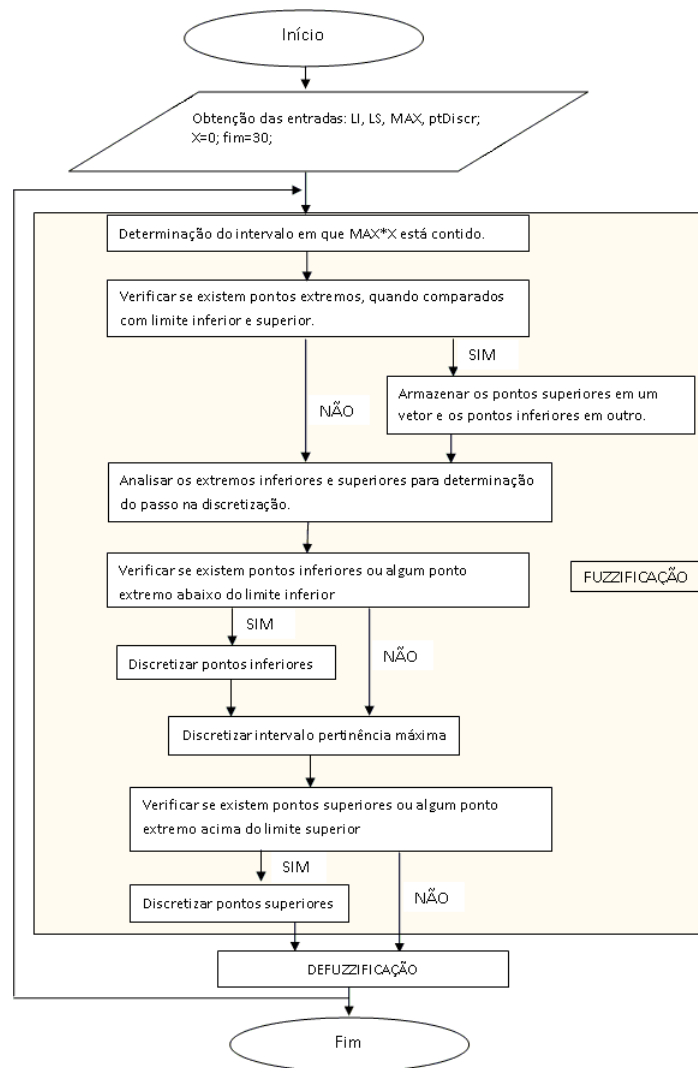 Início
Obtenção das entradas: LI, LS, MAX, ptDiscr;
X=0; fim=30;
Determinação do intervalo em que MAX*X está contido.
Verificar se existem pontos extremos, quando comparados
com limite inferior e superior.
SIM
NÃO
Armazenar os pontos superiores em um
vetor e os pontos inferiores em outro.
Analisar os extremos inferiores e superiores para determinação
do passo na discretização.
Verificar se existem pontos inferiores ou algum ponto
extremo abaixo do limite inferior
FUZZIFICAÇÃO
SIM
NÃO
Discretizar pontos inferiores
Discretizar intervalo pertinência máxima
Verificar se existem pontos superiores ou algum ponto
extremo acima do limite superior
SIM
NÃO
Discretizar pontos superiores
DEFUZZIFICAÇÃO
Fim